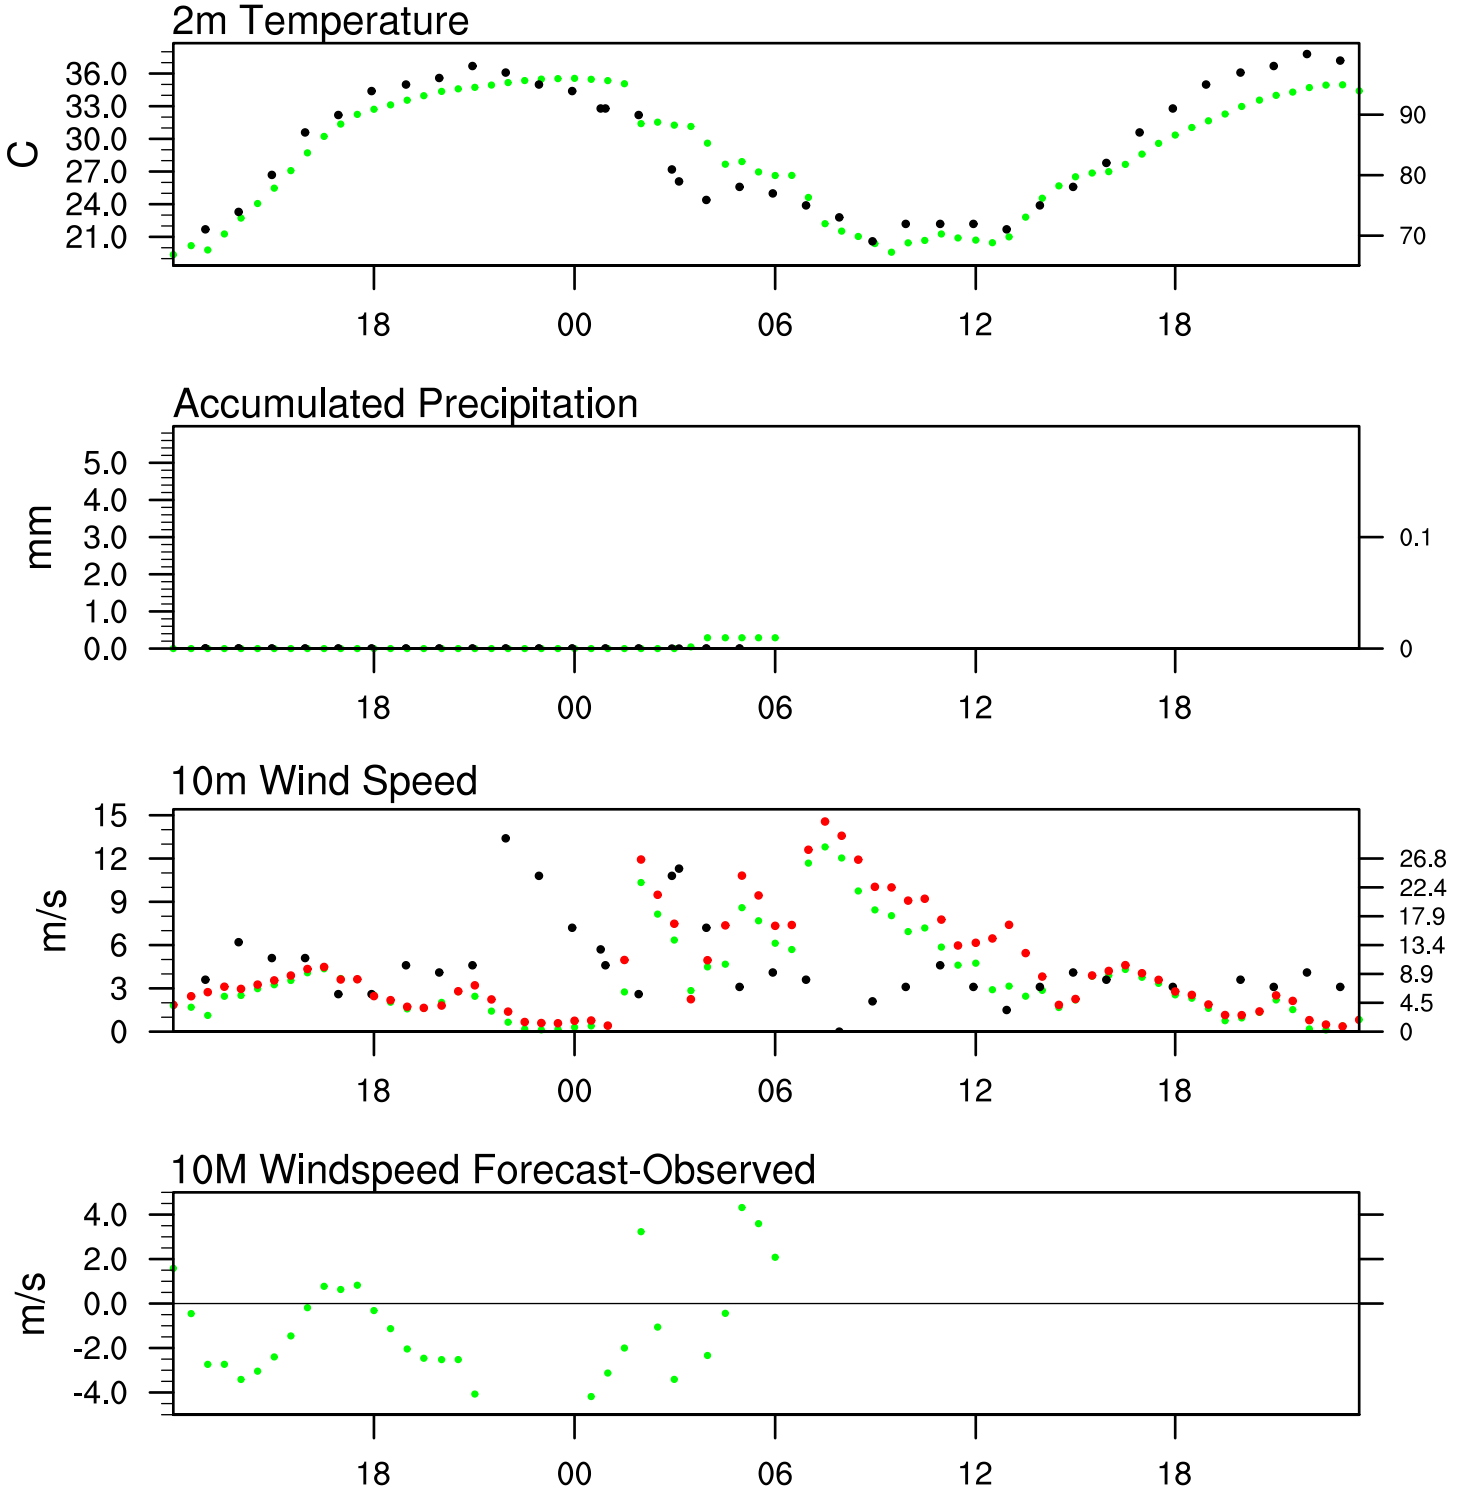 2m Temperature
36.0
33.0
30.0
27.0
24.0
21.0
C
90
80
70
18 00 06 12 18
Accumulated Precipitation
5.0
4.0
3.0
2.0
1.0
0.0
mm
0.1
0
18 00 06 12 18
10m Wind Speed
15
12
9
6
3
0
m/s
26.8
22.4
17.9
13.4
8.9
4.5
0
18 00 06 12 18
10M Windspeed Forecast-Observed
4.0
2.0
0.0
-2.0
-4.0
m/s
18 00 06 12 18